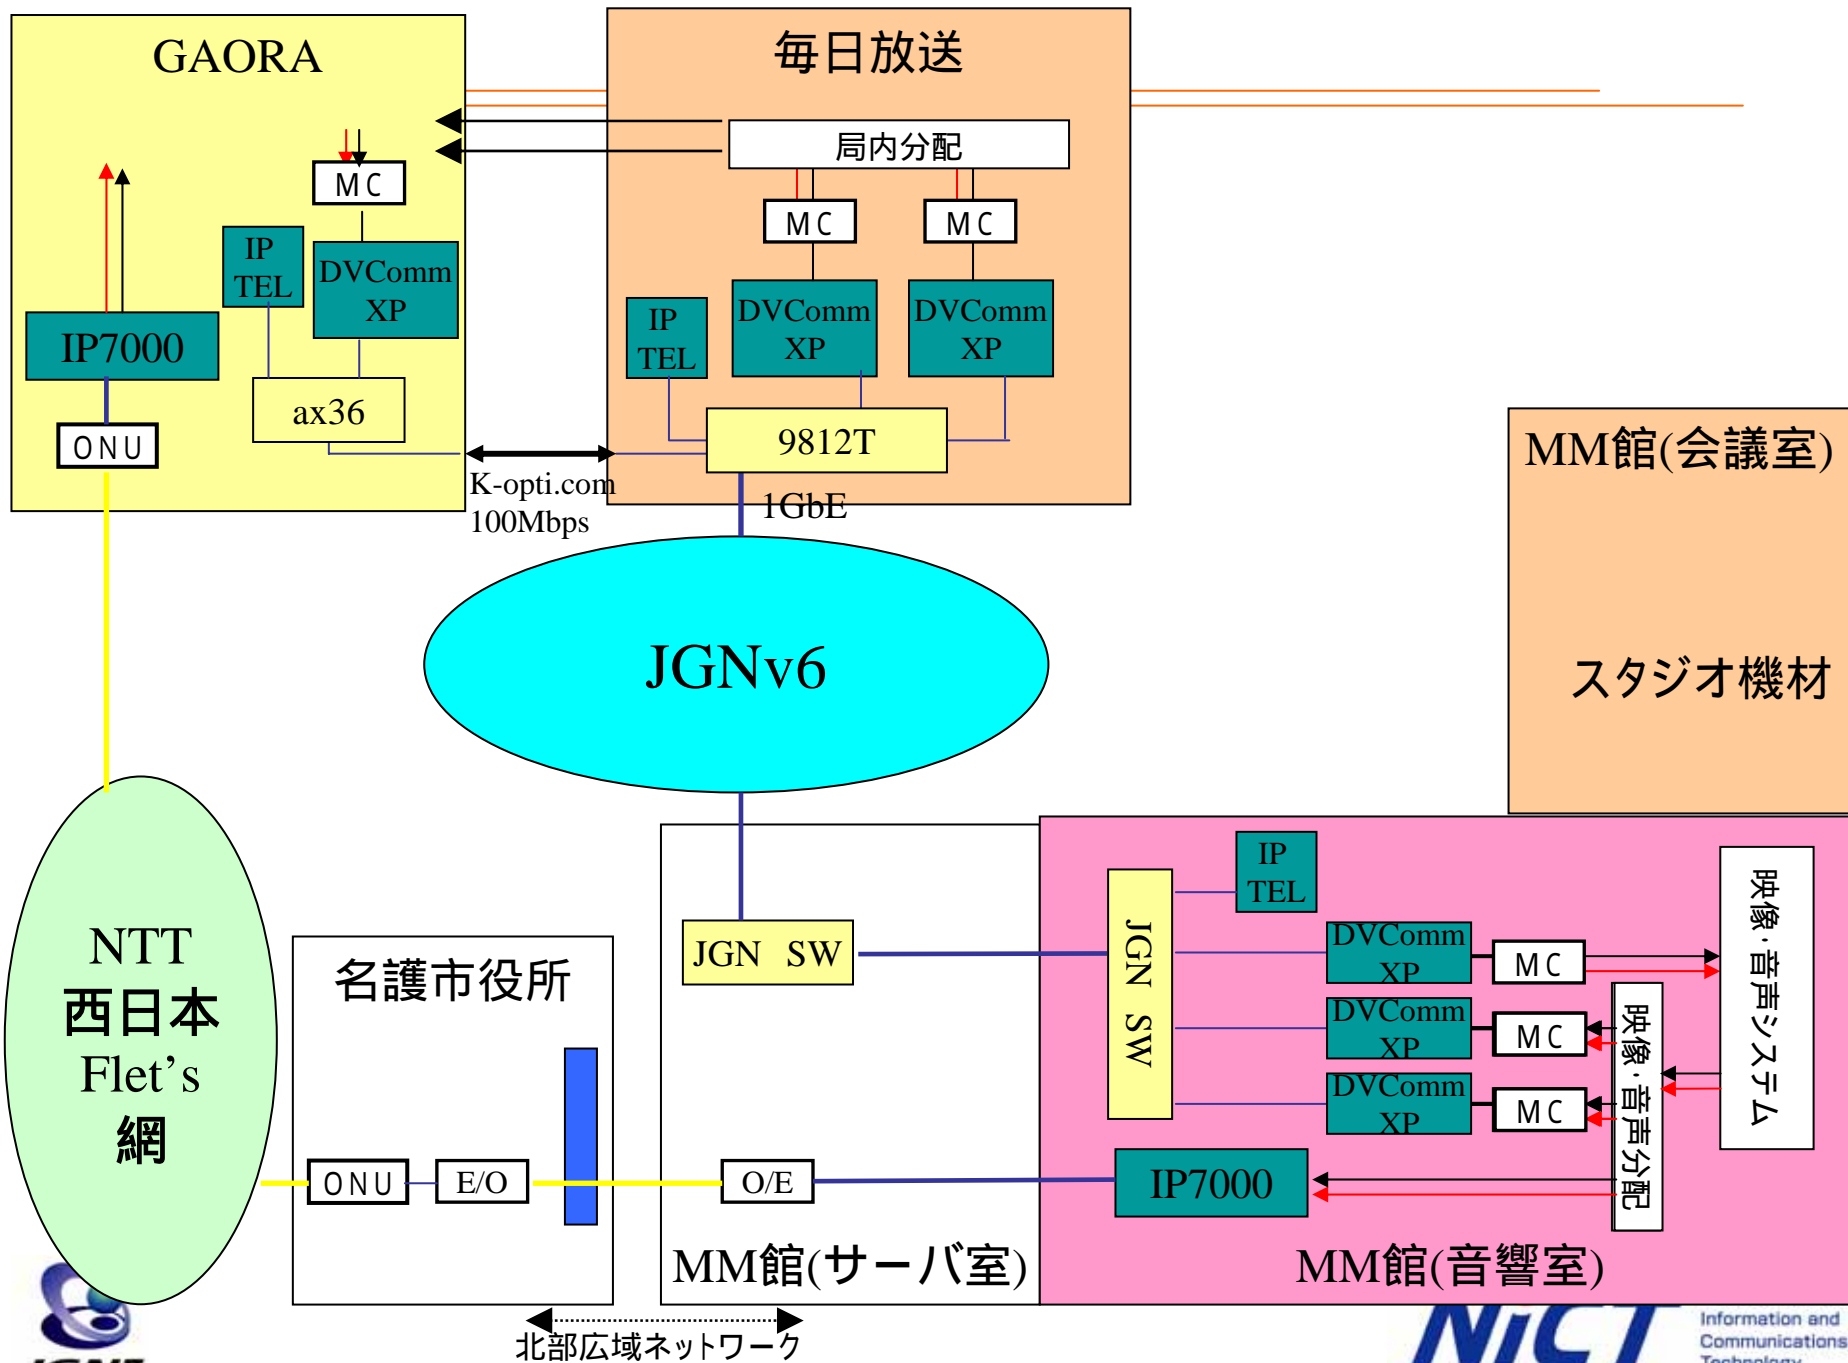 GAORA
毎日放送
局内分配
MC
MC
MC
IP
TEL
DVComm
XP
IP7000
IP
TEL
DVComm
XP
DVComm
XP
ax36
9812T
ONU
K-opti.com
100Mbps
1GbE
MM館(会議室)
スタジオ機材
JGNv6
NTT
西日本
Flet's
網
名護市役所
ONU
E/O
JGN SW
O/E
MM館(サーバ室)
JGN SW
IP
TEL
DVComm
XP
MC
DVComm
XP
MC
DVComm
XP
MC
IP7000
映像・音声分配
映像・音声システム
MM館(音響室)
北部広域ネットワーク
NiCT
Information and
Communications